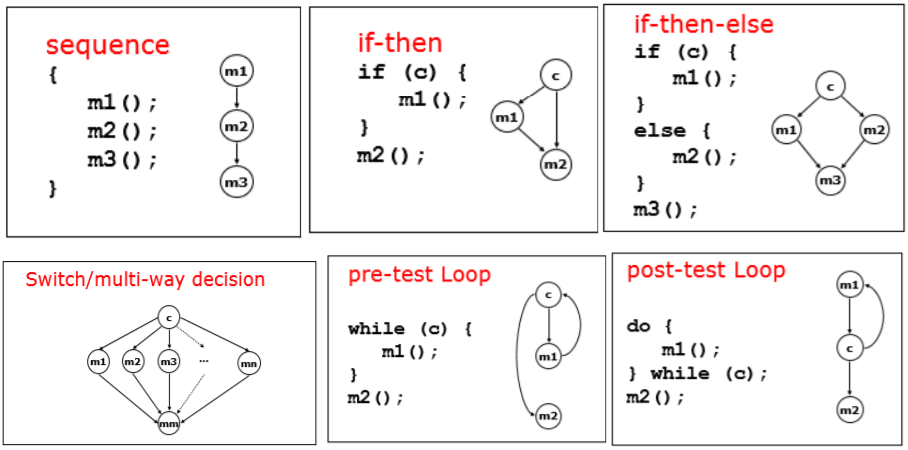 sequence
{
m1();
m2();
m3();
}
m1
m2
m3
if-then
if (c) {
m1();
}
m2();
c
m1
m2
if-then-else
if (c) {
m1();
}
else {
m2();
}
m3();
c
m1
m2
m3
Switch/multi-way decision
c
m1
m2
m3
...
mn
mm
pre-test Loop
while (c) {
m1();
}
m2();
c
m1
m2
post-test Loop
do {
m1();
} while (c);
m2();
m1
c
m2